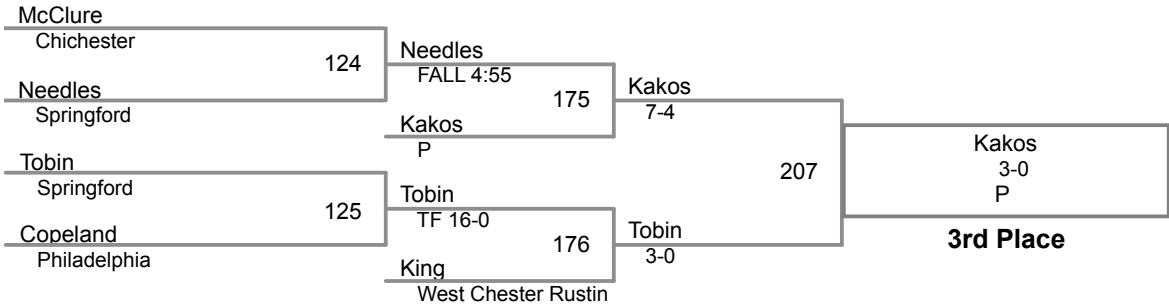 McClure
Chichester
124
Needles
FALL 4:55
Needles
Springford
175
Kakos
7-4
Kakos
P
Tobin
Springford
207
Kakos
3-0
P
3rd Place
125
Tobin
TF 16-0
Copeland
Philadelphia
176
Tobin
3-0
King
West Chester Rustin